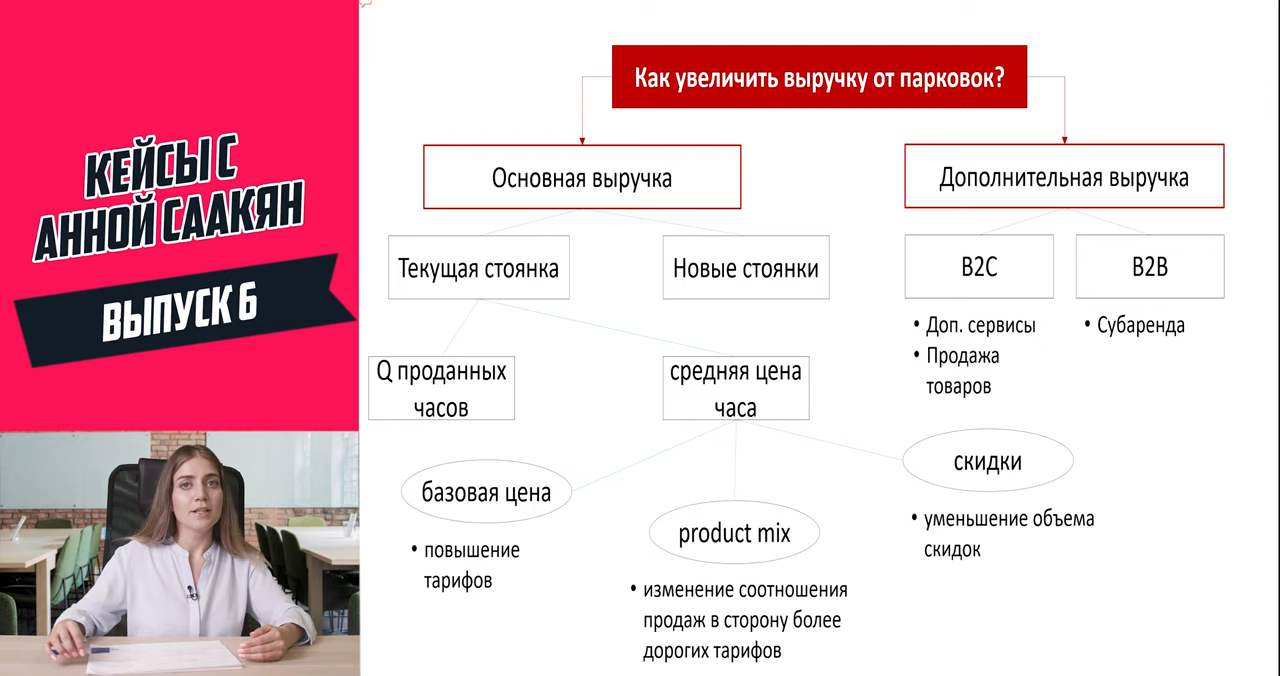 КЕЙСЫ С
АННОЙ СААКЯН
ВЫПУСК 6
Как увеличить выручку от парковок?
Основная выручка
Дополнительная выручка
Текущая стоянка
Новые стоянки
B2C
B2B
• Доп. сервисы
• Продажа
товаров
• Субаренда
Q проданных
часов
средняя цена
часа
базовая цена
• повышение
тарифов
product mix
• изменение соотношения
продаж в сторону более
дорогих тарифов
скидки
• уменьшение объема
скидок